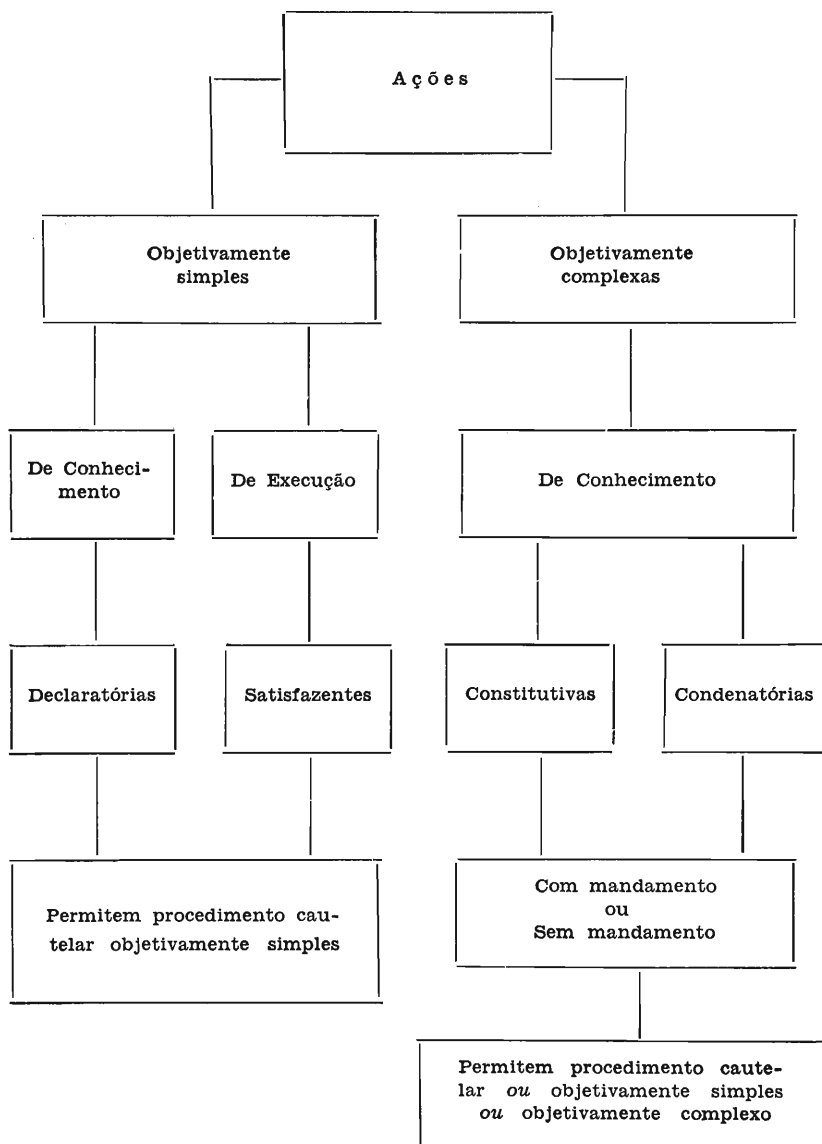 Ações
Objetivamente
simples
Objetivamente
complexas
De Conheci-
mento
De Execução
De Conhecimento
Declaratórias
Satisfazentes
Constitutivas
Condenatórias
Permitem procedimento cau-
telar objetivamente simples
Com mandamento
ou
Sem mandamento
Permitem procedimento caute-
lar ou objetivamente simples
ou objetivamente complexo